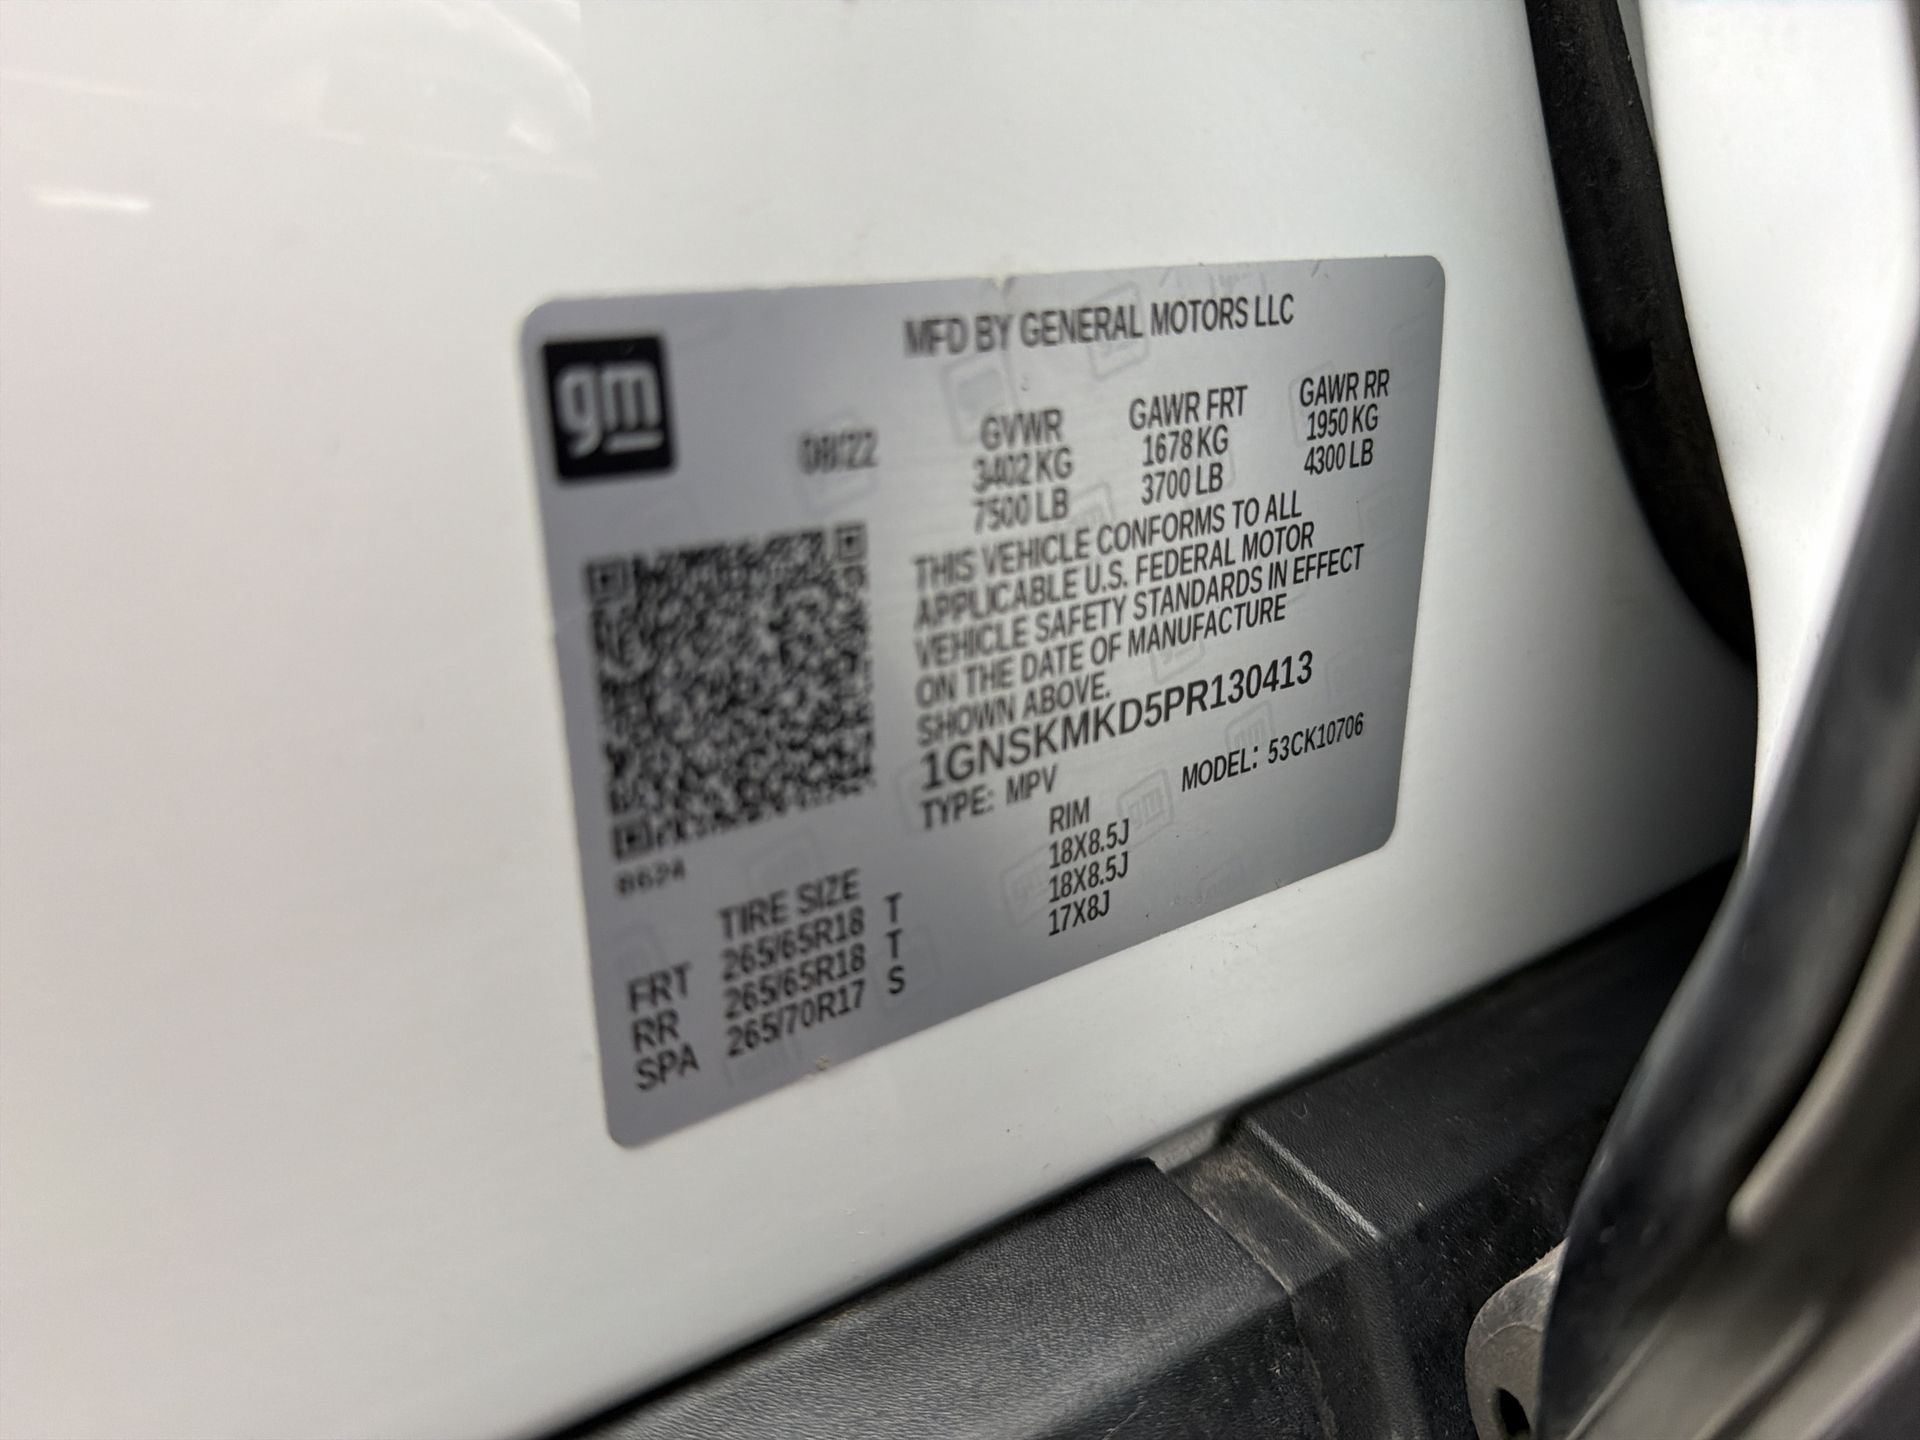 MFD BY GENERAL MOTORS LLC
gm
08/22
GVWR GAWR FRT GAWR RR
3402 KG 1678 KG 1950 KG
7500 LB 3700 LB 4300 LB
THIS VEHICLE CONFORMS TO ALL
APPLICABLE U.S. FEDERAL MOTOR
VEHICLE SAFETY STANDARDS IN EFFECT
ON THE DATE OF MANUFACTURE
SHOWN ABOVE.
1GNSKMKD5PR130413
TYPE: MPV MODEL: 53CK10706
8624
TIRE SIZE RIM
FRT 265/65R18 T 18X8.5J
RR 265/65R18 T 18X8.5J
SPA 265/70R17 S 17X8J